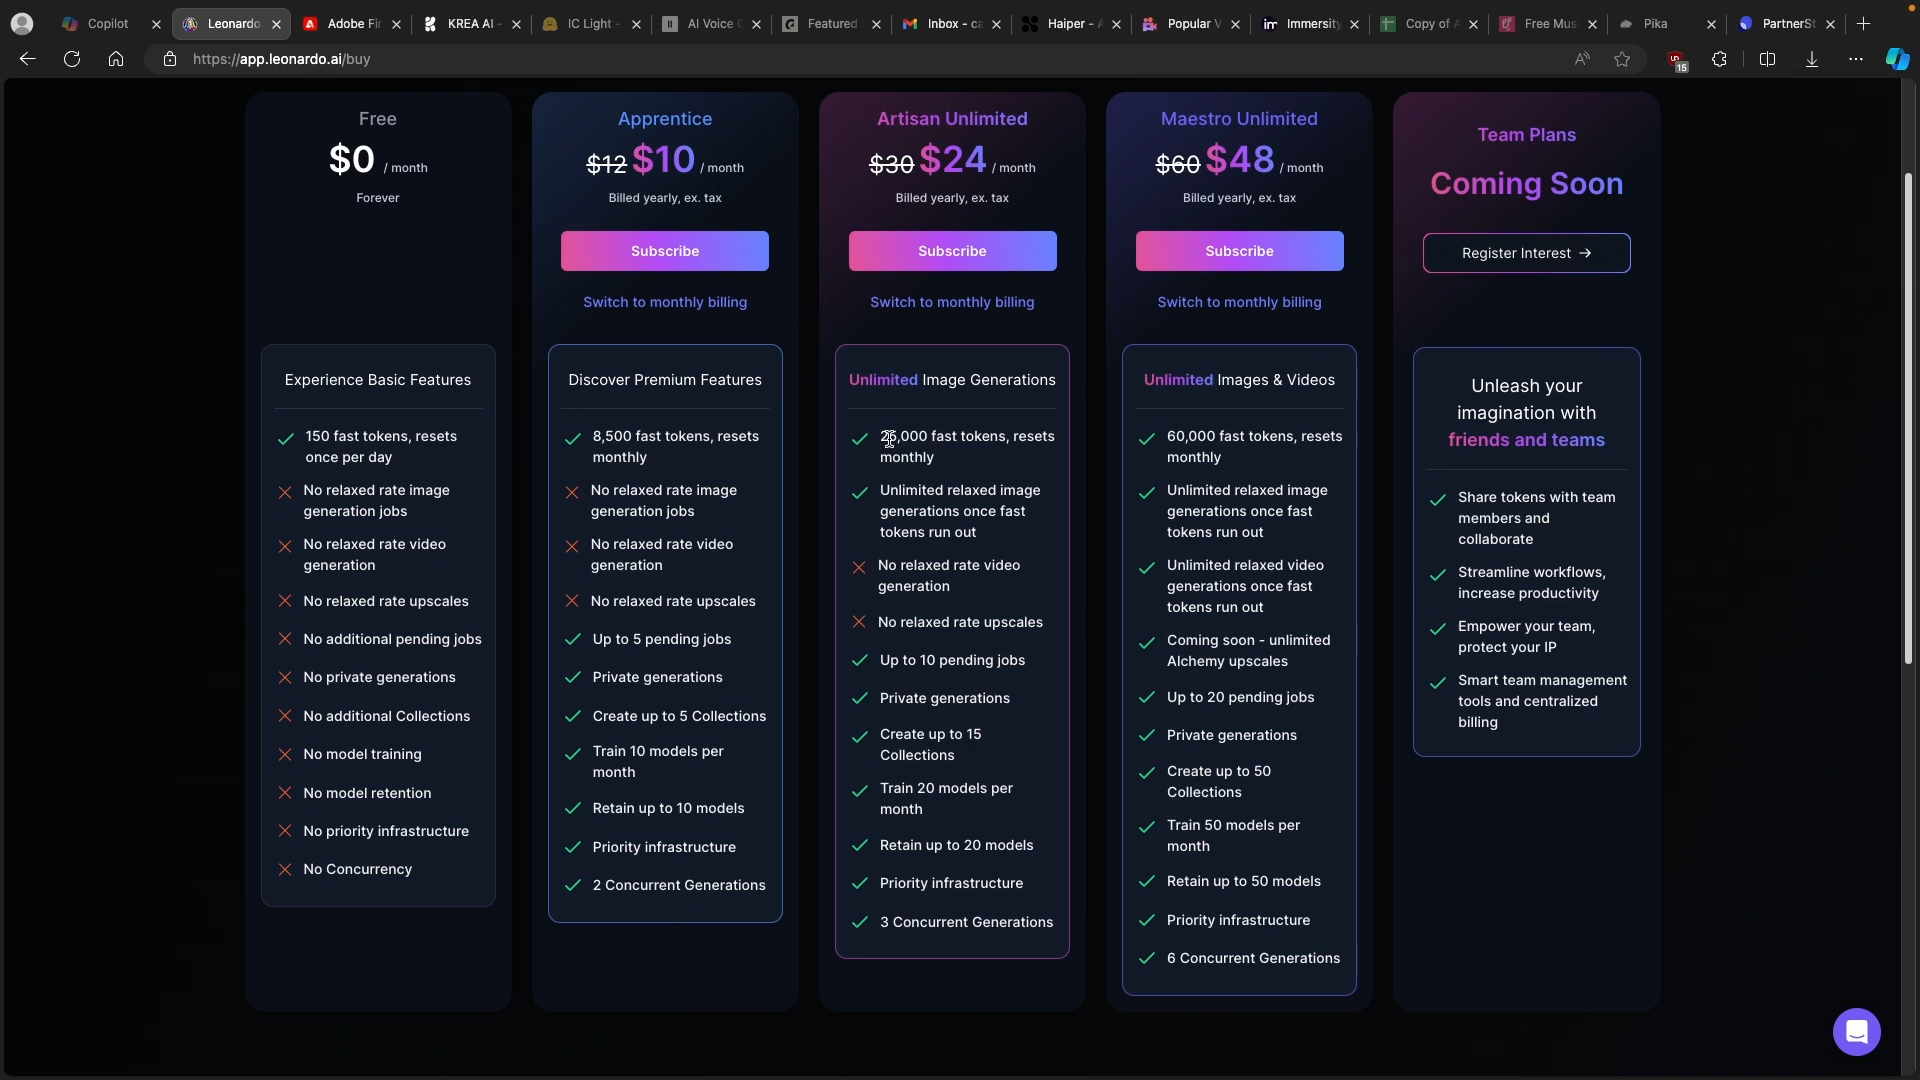 Copilot
Leonardo
Adobe Fir
KREA AI -
IC Light -
AI Voice
Featured
Inbox - ca
Haiper - A
Popular V
Immersity
Copy of A
Free Mus
Pika
PartnerSt
https://app.leonardo.ai/buy
15
Free
$0 / month
Forever
Experience Basic Features
150 fast tokens, resets
once per day
No relaxed rate image
generation jobs
No relaxed rate video
generation
No relaxed rate upscales
No additional pending jobs
No private generations
No additional Collections
No model training
No model retention
No priority infrastructure
No Concurrency
Apprentice
$12 $10 / month
Billed yearly, ex. tax
Subscribe
Switch to monthly billing
Discover Premium Features
8,500 fast tokens, resets
monthly
No relaxed rate image
generation jobs
No relaxed rate video
generation
No relaxed rate upscales
Up to 5 pending jobs
Private generations
Create up to 5 Collections
Train 10 models per
month
Retain up to 10 models
Priority infrastructure
2 Concurrent Generations
Artisan Unlimited
$30 $24 / month
Billed yearly, ex. tax
Subscribe
Switch to monthly billing
Unlimited Image Generations
fast tokens, resets
monthly
Unlimited relaxed image
generations once fast
tokens run out
No relaxed rate video
generation
No relaxed rate upscales
Up to 10 pending jobs
Private generations
Create up to 15
Collections
Train 20 models per
month
Retain up to 20 models
Priority infrastructure
3 Concurrent Generations
Maestro Unlimited
$60 $48 / month
Billed yearly, ex. tax
Subscribe
Switch to monthly billing
Unlimited Images & Videos
60,000 fast tokens, resets
monthly
Unlimited relaxed image
generations once fast
tokens run out
Unlimited relaxed video
generations once fast
tokens run out
Coming soon - unlimited
Alchemy upscales
Up to 20 pending jobs
Private generations
Create up to 50
Collections
Train 50 models per
month
Retain up to 50 models
Priority infrastructure
6 Concurrent Generations
Team Plans
Coming Soon
Register Interest →
Unleash your
imagination with
friends and teams
Share tokens with team
members and
collaborate
Streamline workflows,
increase productivity
Empower your team,
protect your IP
Smart team management
tools and centralized
billing